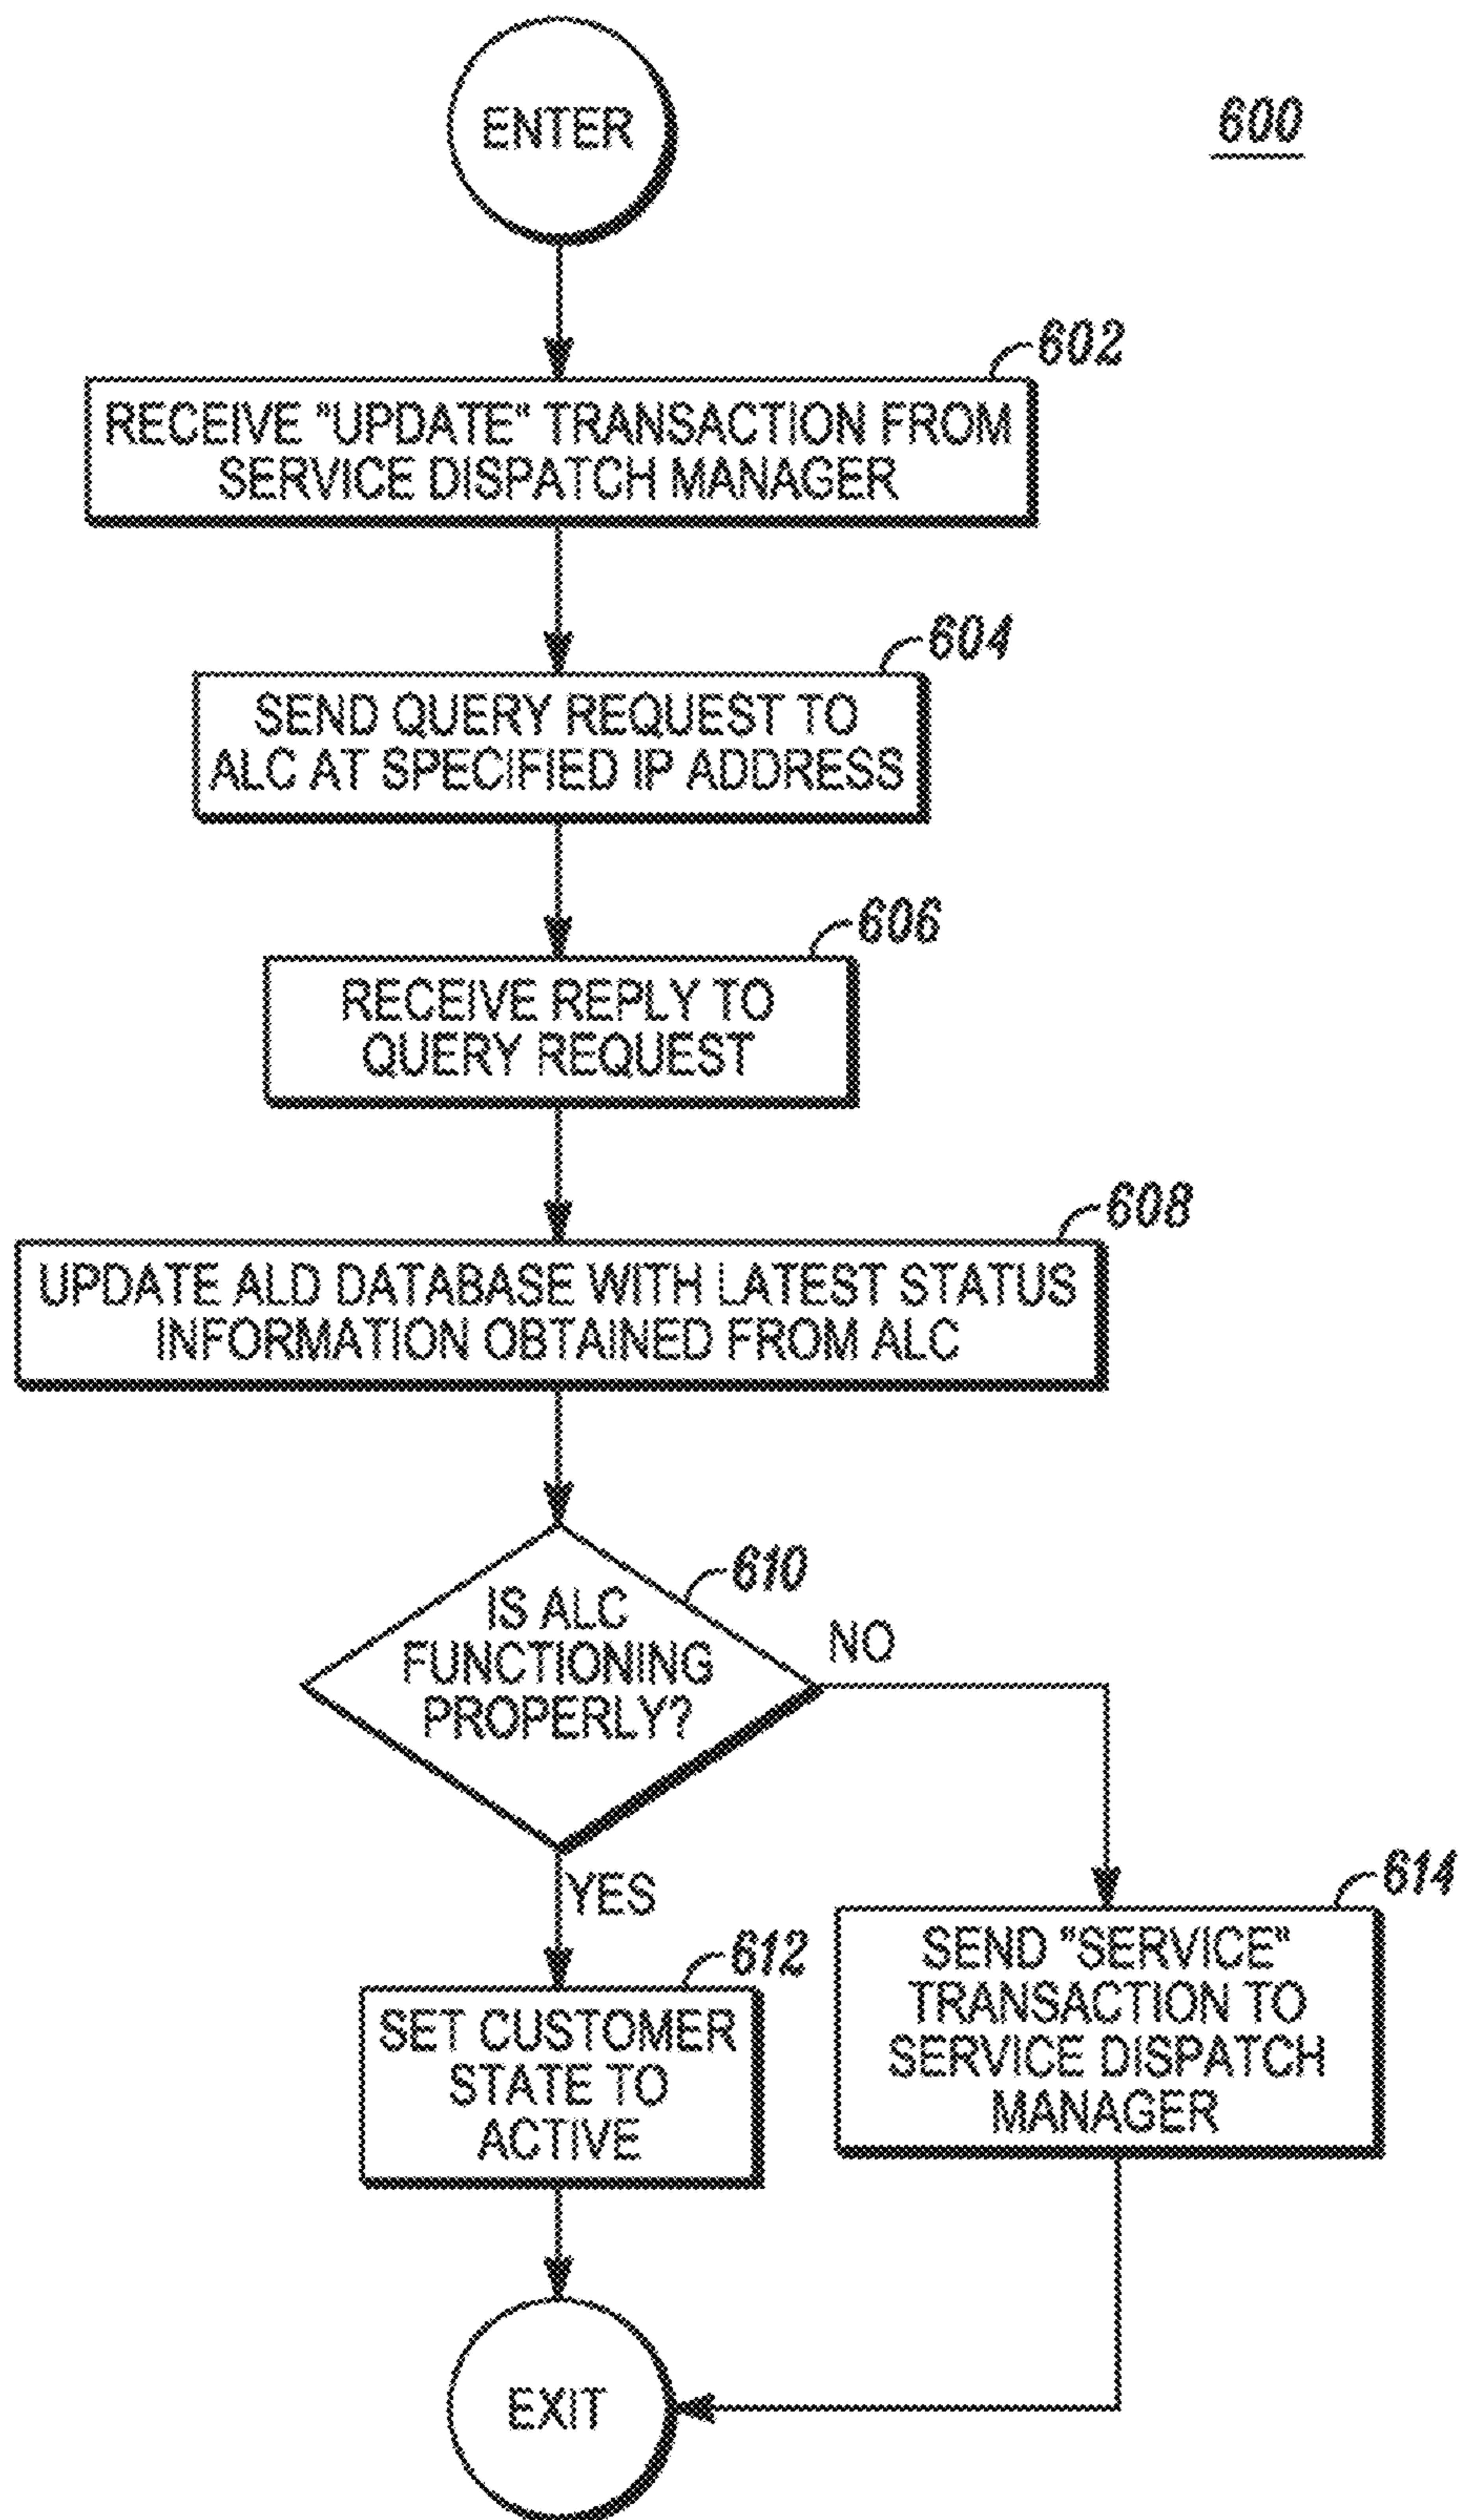 ENTER
600
602
RECEIVE "UPDATE" TRANSACTION FROM
SERVICE DISPATCH MANAGER
604
SEND QUERY REQUEST TO
ALC AT SPECIFIED IP ADDRESS
606
RECEIVE REPLY TO
QUERY REQUEST
608
UPDATE ALD DATABASE WITH LATEST STATUS
INFORMATION OBTAINED FROM ALC
610
IS ALC
FUNCTIONING
PROPERLY?
NO
YES
612
SET CUSTOMER
STATE TO
ACTIVE
614
SEND "SERVICE"
TRANSACTION TO
SERVICE DISPATCH
MANAGER
EXIT